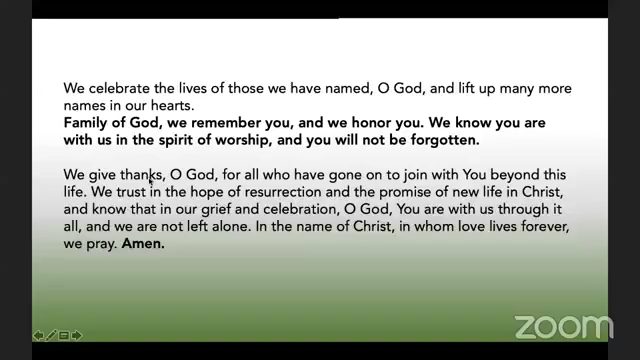 We celebrate the lives of those we have named, O God, and lift up many more
names in our hearts.
Family of God, we remember you, and we honor you. We know you are
with us in the spirit of worship, and you will not be forgotten.
We give thanks, O God, for all who have gone on to join with You beyond this
life. We trust in the hope of resurrection and the promise of new life in Christ,
and know that in our grief and celebration, O God, You are with us through it
all, and we are not left alone. In the name of Christ, in whom love lives forever,
we pray. Amen.
zoom